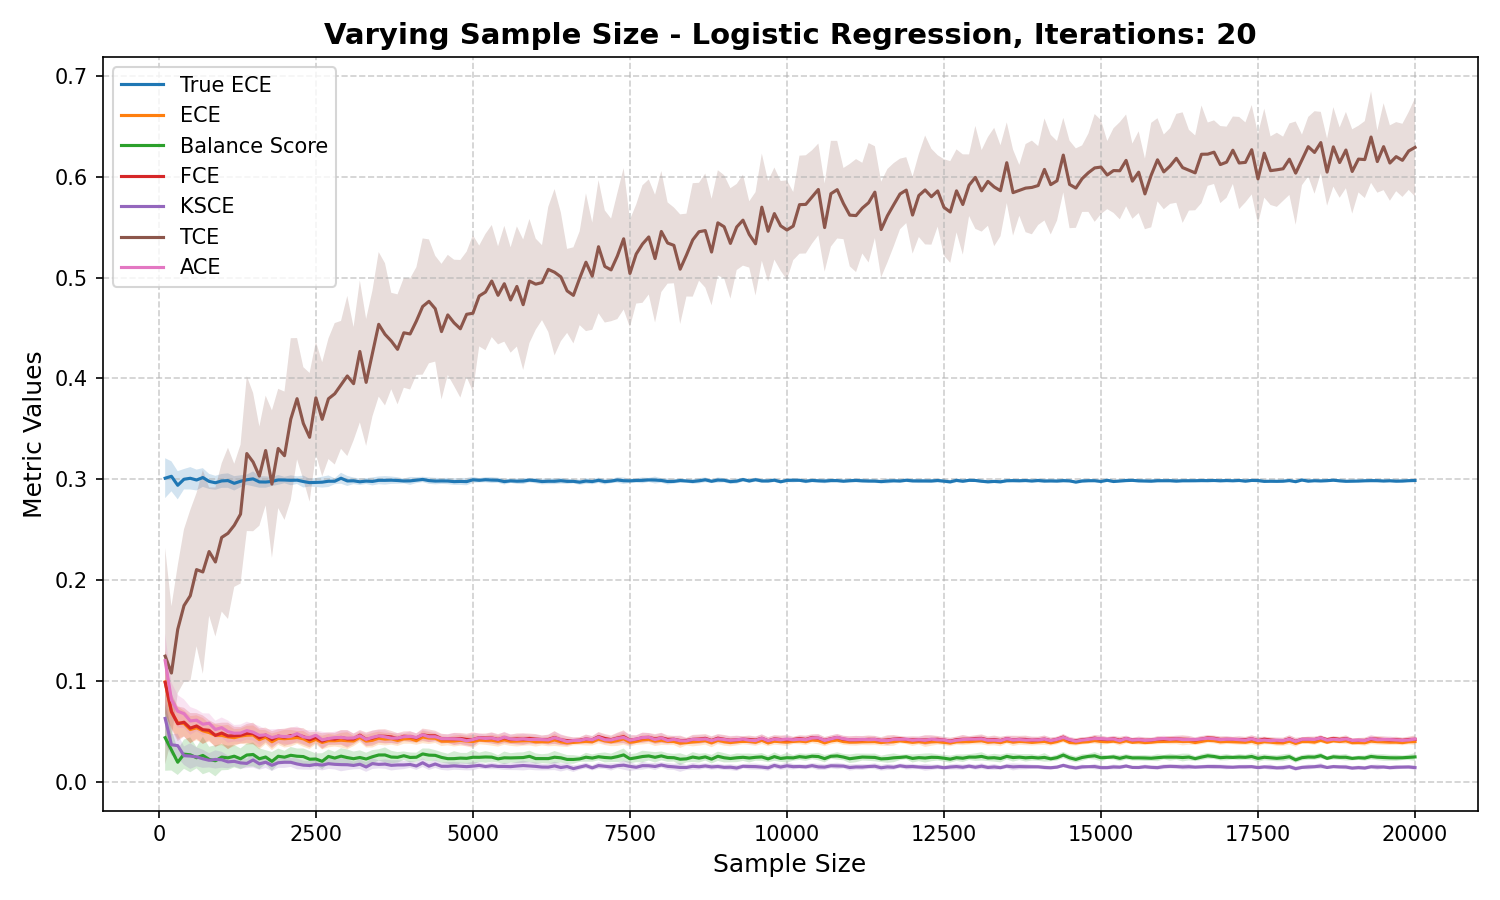 Varying Sample Size - Logistic Regression, Iterations: 20
True ECE
ECE
Balance Score
FCE
KSCE
TCE
ACE
Metric Values
0.7
0.6
0.5
0.4
0.3
0.2
0.1
0.0
0 2500 5000 7500 10000 12500 15000 17500 20000
Sample Size